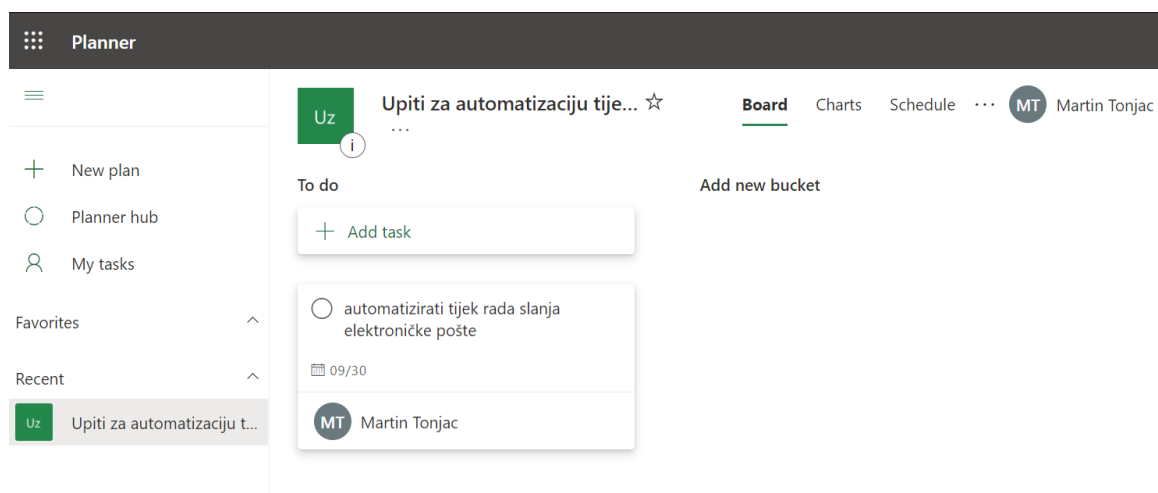 Planner
New plan
Planner hub
My tasks
Favorites
Recent
Uz Upiti za automatizaciju t...
Uz
i
Upiti za automatizaciju tije...
...
Board Charts Schedule ... MT Martin Tonjac
To do
Add task
automatizirati tijek rada slanja
elektroničke pošte
09/30
MT Martin Tonjac
Add new bucket